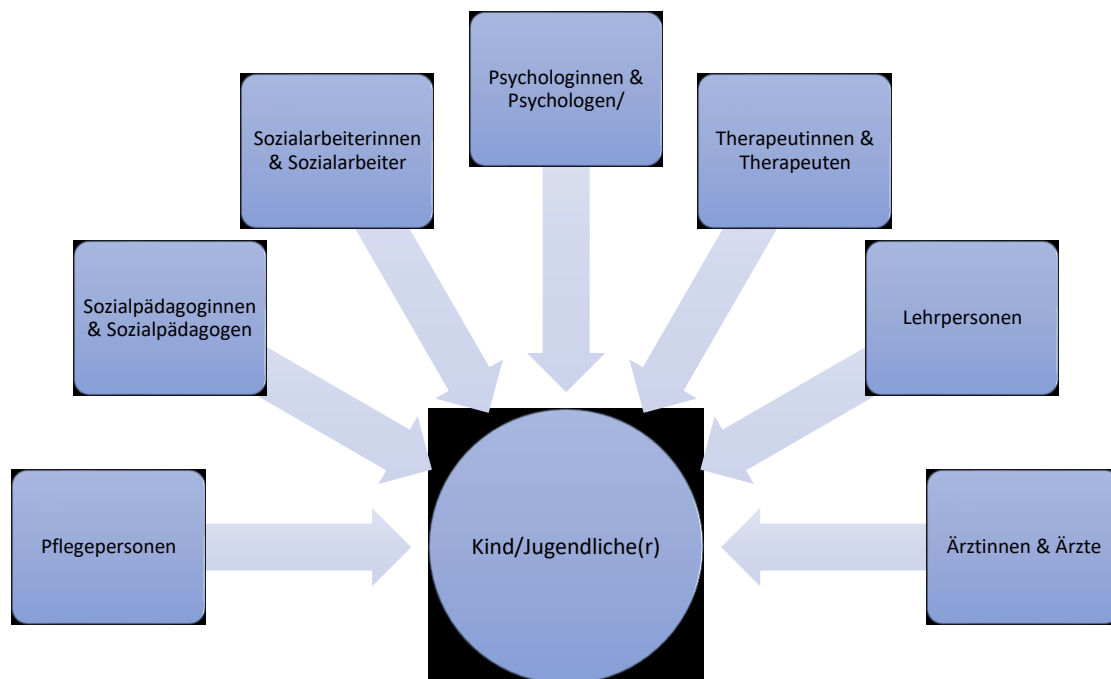 Psychologinnen &
Psychologen/
Sozialarbeiterinnen
& Sozialarbeiter
Therapeutinnen &
Therapeuten
Sozialpädagoginnen
& Sozialpädagogen
Lehrpersonen
Pflegepersonen
Kind/Jugendliche(r)
Ärztinnen & Ärzte